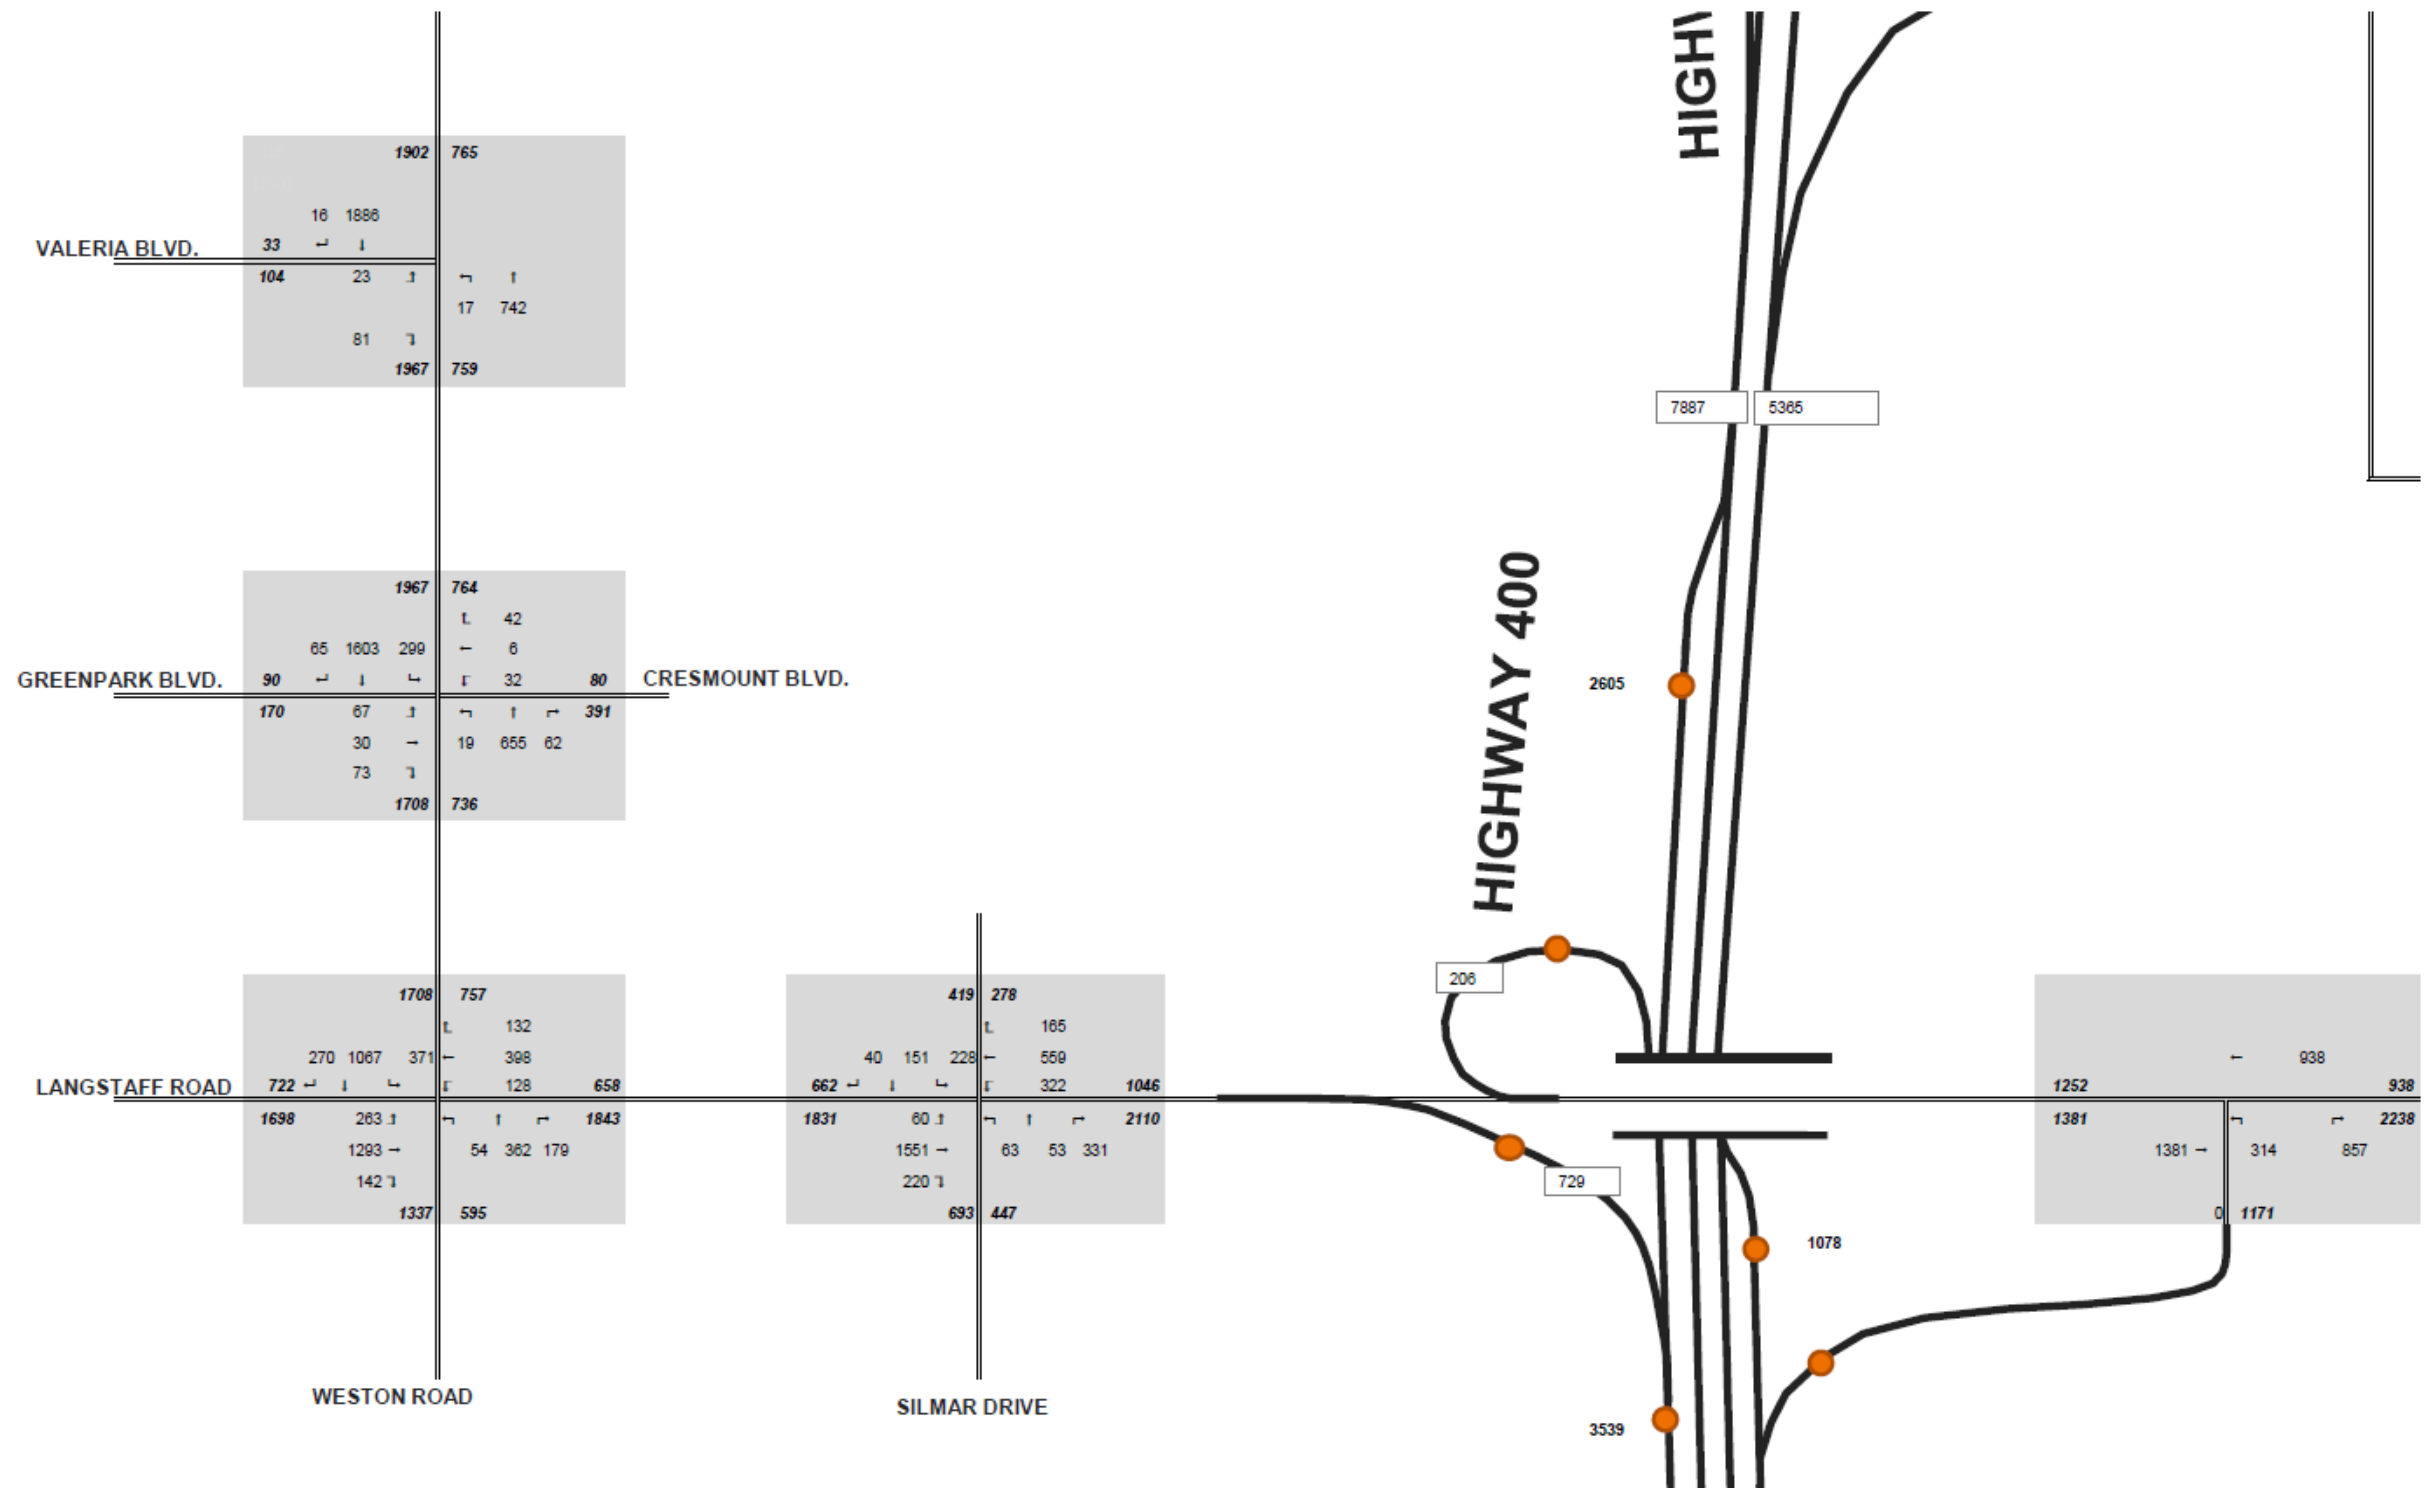 HIGHW
1902 765
16 1886
VALERIA BLVD. 33 ↵ ↓
104 23 ↑ ↰ ↑
17 742
81 ↴
1967 759
7887 5365
1967 764
42
65 1603 299 ← 6
GREENPARK BLVD. 90 32 80 CRESMOUNT BLVD.
170 67 391
30 → 19 655 62
73
1708 736
2605
HIGHWAY 400
206
1708 757
132
270 1067 371 ← 398
LANGSTAFF ROAD 722 128 658
1698 263 1843
1293 → 54 362 179
142
1337 595
419 278
165
40 151 228 ← 559
662 322 1046
1831 60 2110
1551 → 63 53 331
220
693 447
729
← 938
1252 938
1381 2238
1381 → 314 857
0 1171
1078
WESTON ROAD
SILMAR DRIVE
3539